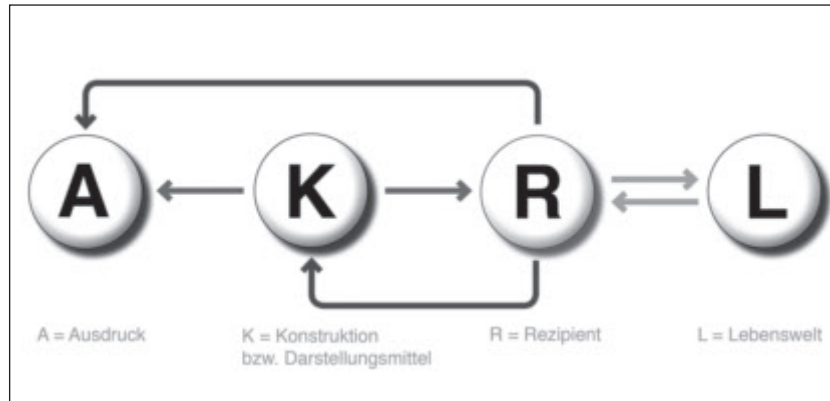 A K R L
A = Ausdruck
K = Konstruktion
bzw. Darstellungsmittel
R = Rezipient
L = Lebenswelt